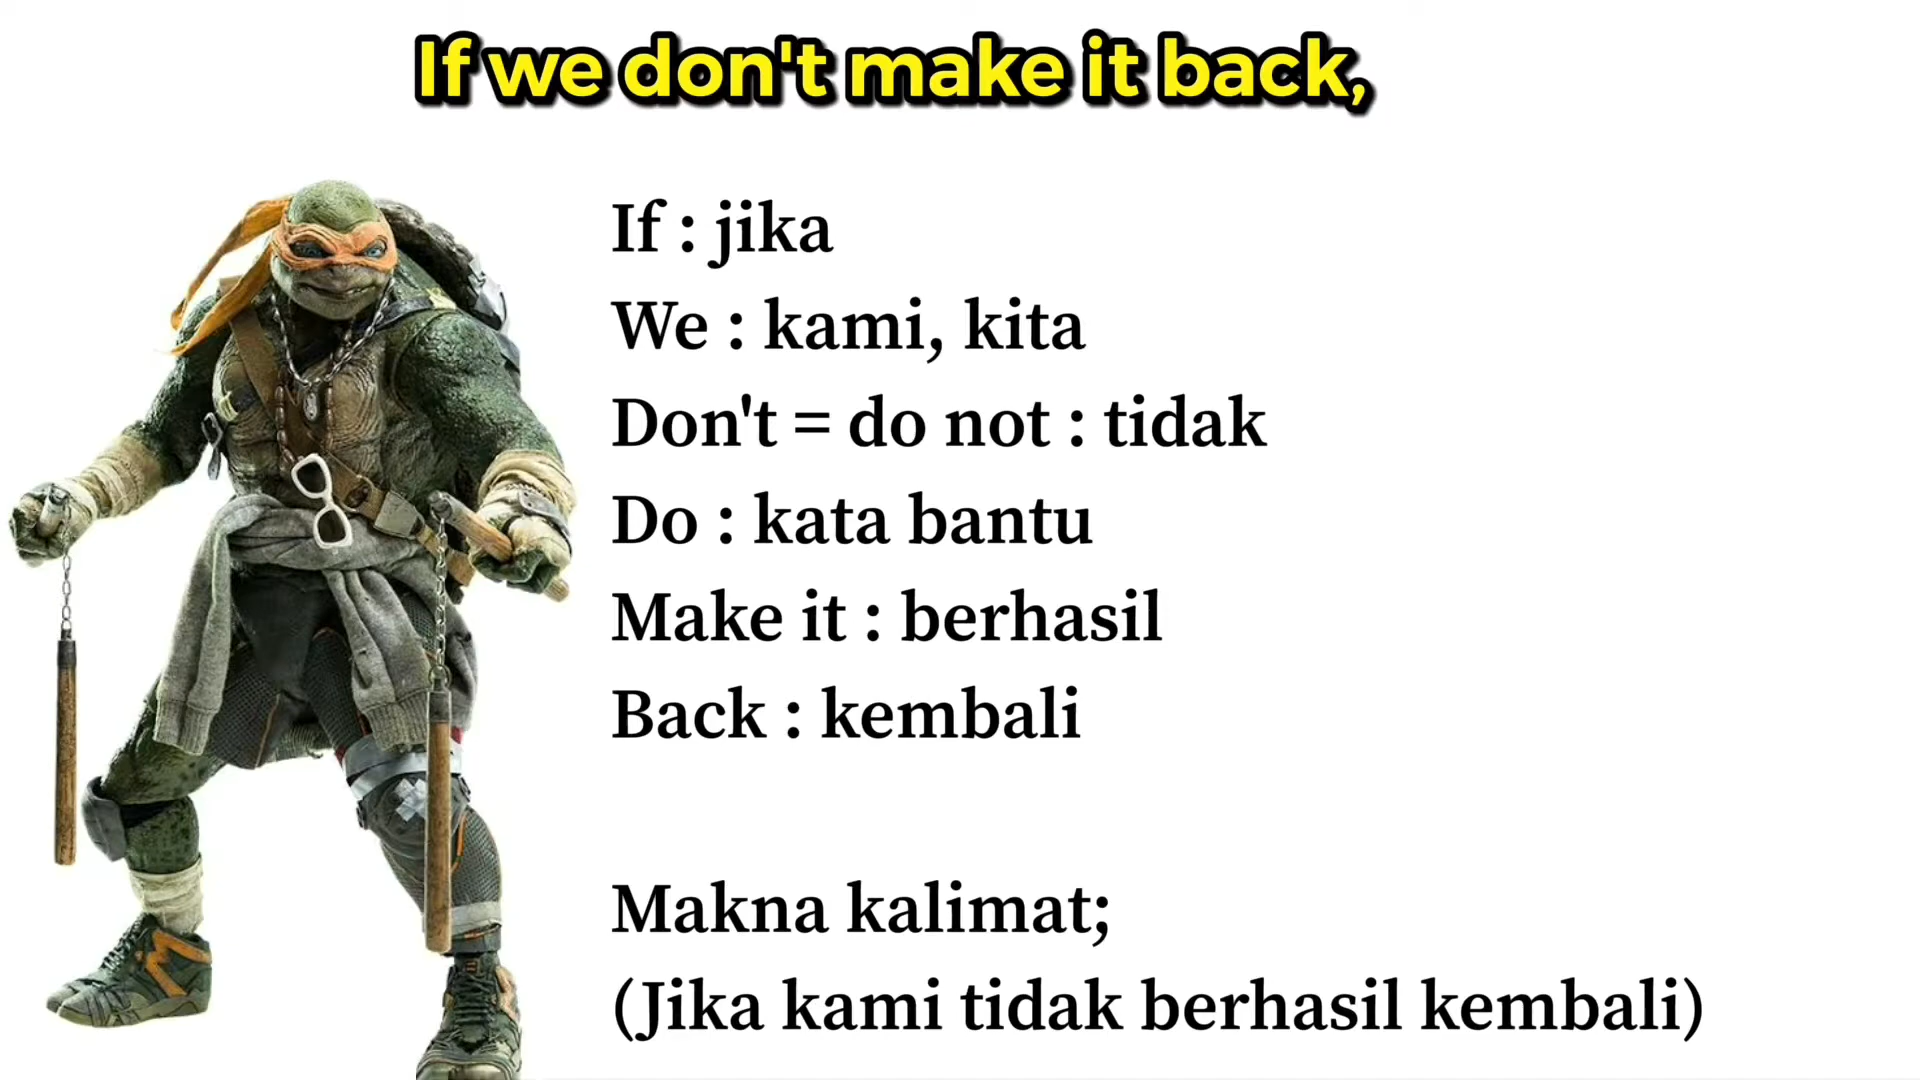 If we don't make it back,
If : jika
We : kami, kita
Don't = do not : tidak
Do : kata bantu
Make it : berhasil
Back : kembali
Makna kalimat;
(Jika kami tidak berhasil kembali)